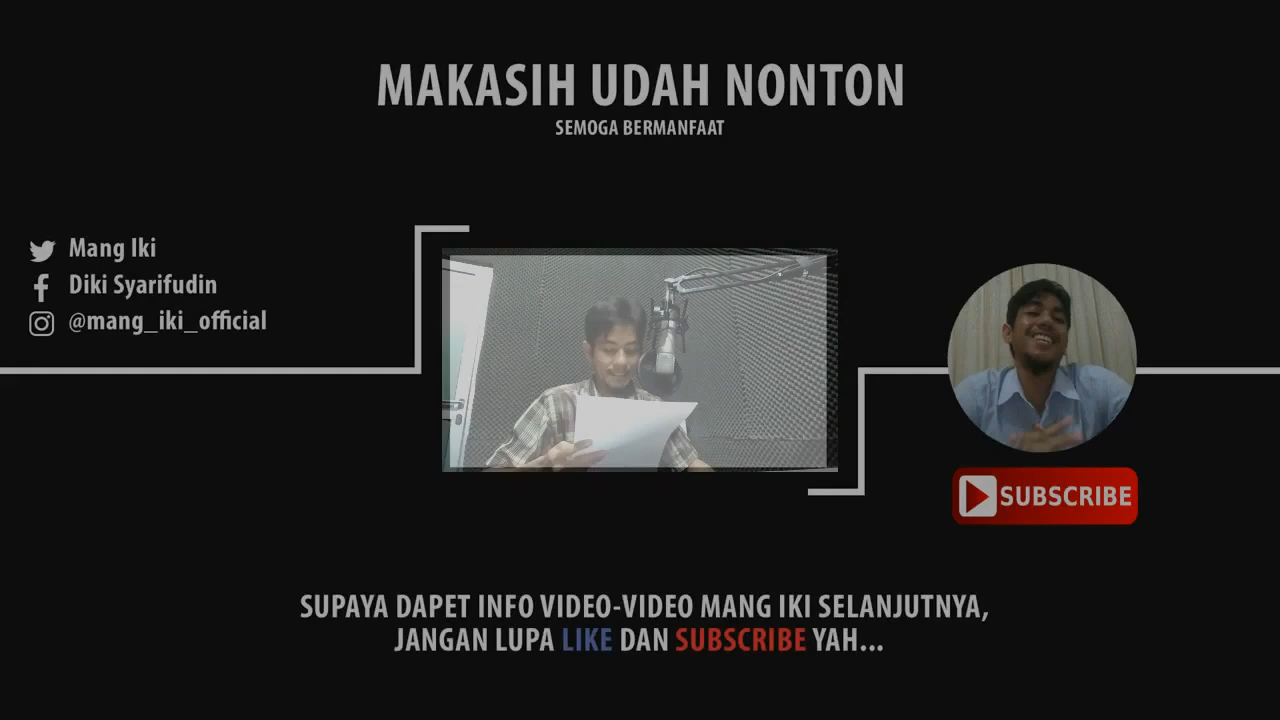 MAKASIH UDAH NONTON
SEMOGA BERMANFAAT
Mang Iki
Diki Syarifudin
@mang_iki_official
SUBSCRIBE
SUPAYA DAPET INFO VIDEO-VIDEO MANG IKI SELANJUTNYA,
JANGAN LUPA LIKE DAN SUBSCRIBE YAH...